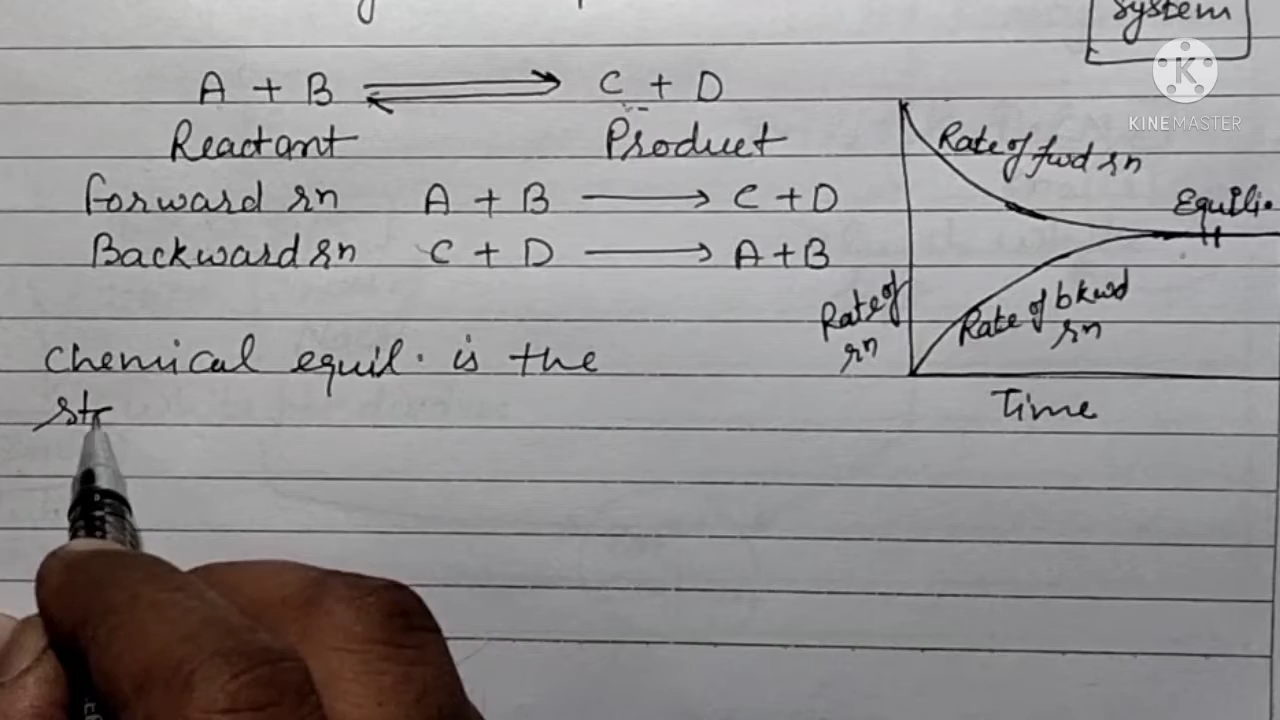 system
K
KINEMASTER
A + B ⇌ C + D
Reactant Product
Forward rn A + B → C + D
Backward rn C + D → A + B
Rate of fwd rn
Equili.
Rate of bkwd rn
Rate of rn
Time
Chemical equil. is the
st